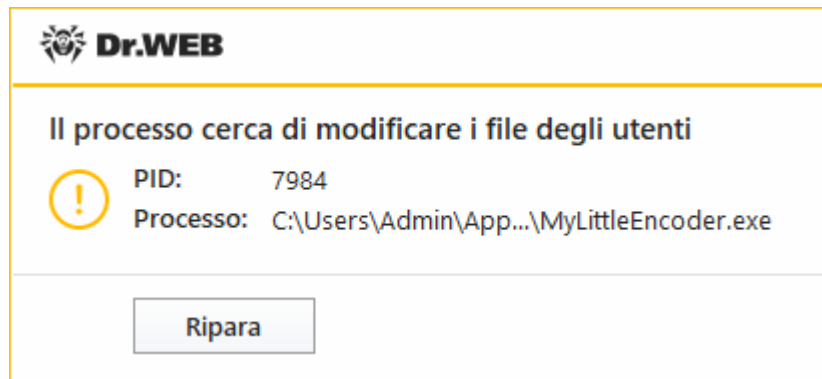 Dr.WEB
Il processo cerca di modificare i file degli utenti
PID: 7984
Processo: C:\Users\Admin\App...\MyLittleEncoder.exe
Ripara